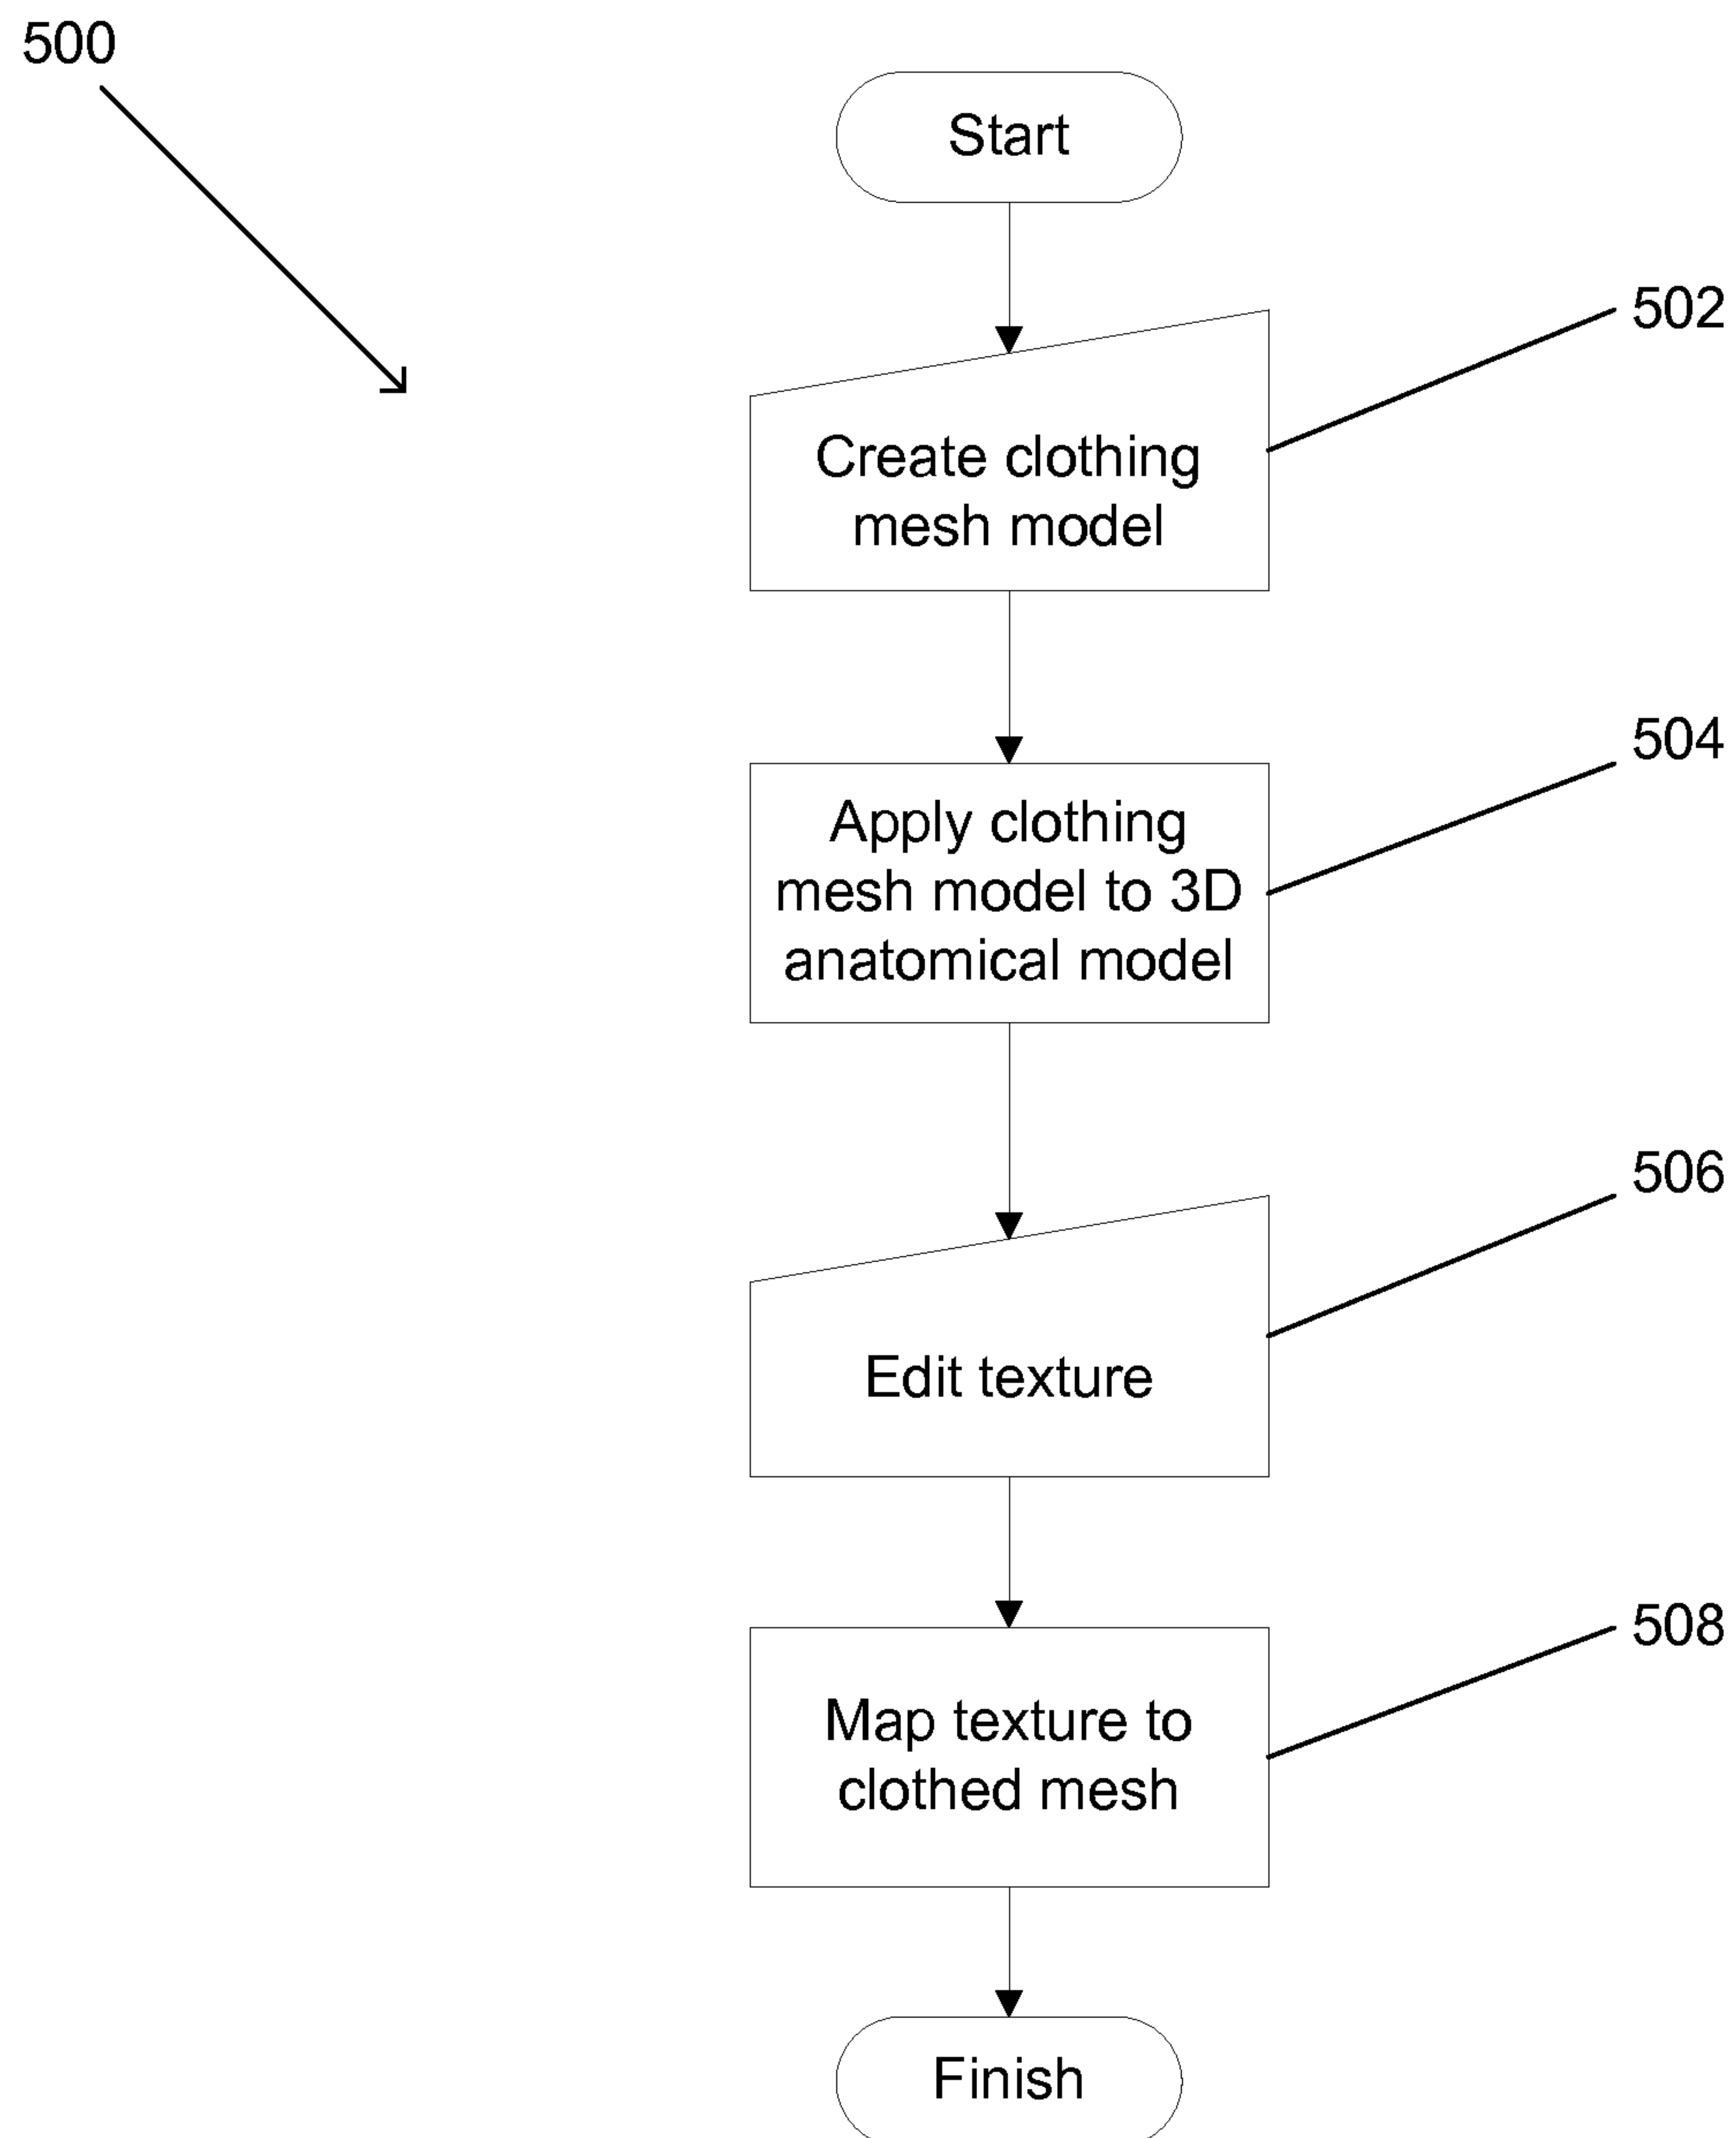 500
Start
502
Create clothing
mesh model
504
Apply clothing
mesh model to 3D
anatomical model
506
Edit texture
508
Map texture to
clothed mesh
Finish